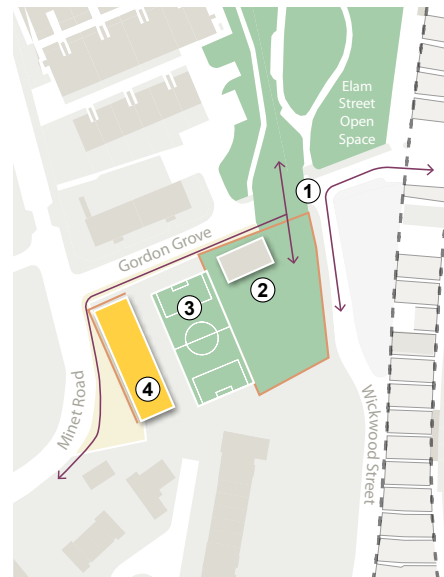 Elam
Street
Open
Space
1
Gordon Grove
2
3
4
Minet Road
Wickwood Street